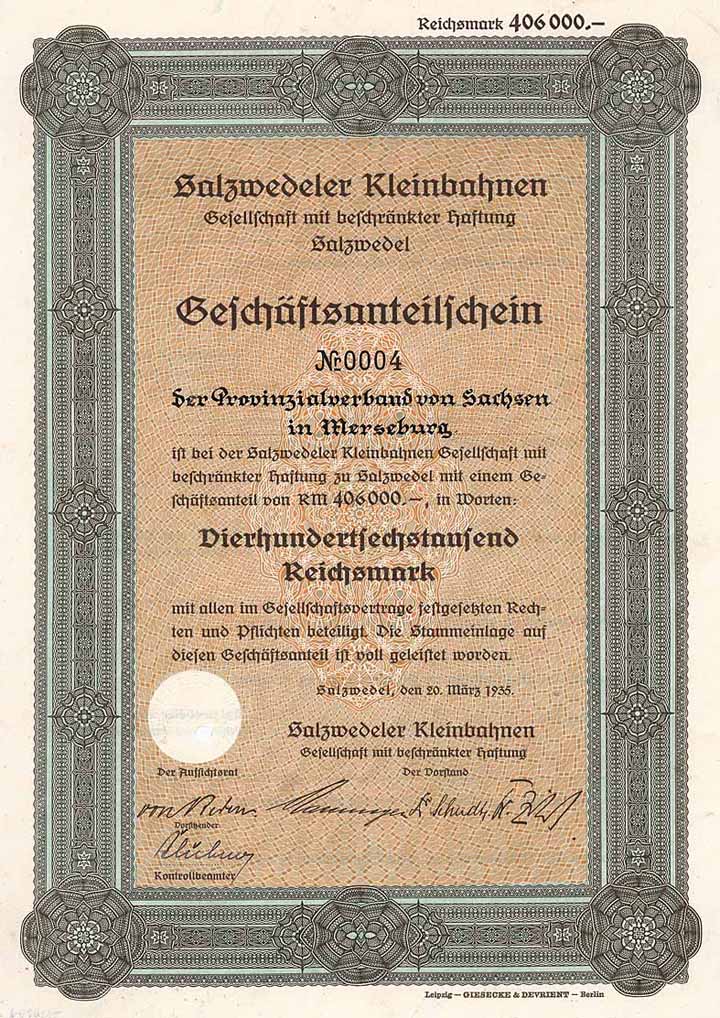 Reichsmark 406000.–
Salzwedeler Kleinbahnen
Gesellschaft mit beschränkter Haftung
Salzwedel
Geschäftsanteilschein
Nr. 0004
der Provinzialverband von Sachsen
in Merseburg
ist bei der Salzwedeler Kleinbahnen Gesellschaft mit
beschränkter Haftung zu Salzwedel mit einem Ge-
schäftsanteil von RM 406000.–, in Worten:
Vierhundertsechstausend
Reichsmark
mit allen im Gesellschaftsvertrage festgesetzten Rech-
ten und Pflichten beteiligt. Die Stammeinlage auf
diesen Geschäftsanteil ist voll geleistet worden.
Salzwedel, den 20. März 1935.
Salzwedeler Kleinbahnen
Gesellschaft mit beschränkter Haftung
Der Aufsichtsrat
Der Vorstand
Vorsitzender
Kontrollbeamter
Leipzig – GIESECKE & DEVRIENT – Berlin